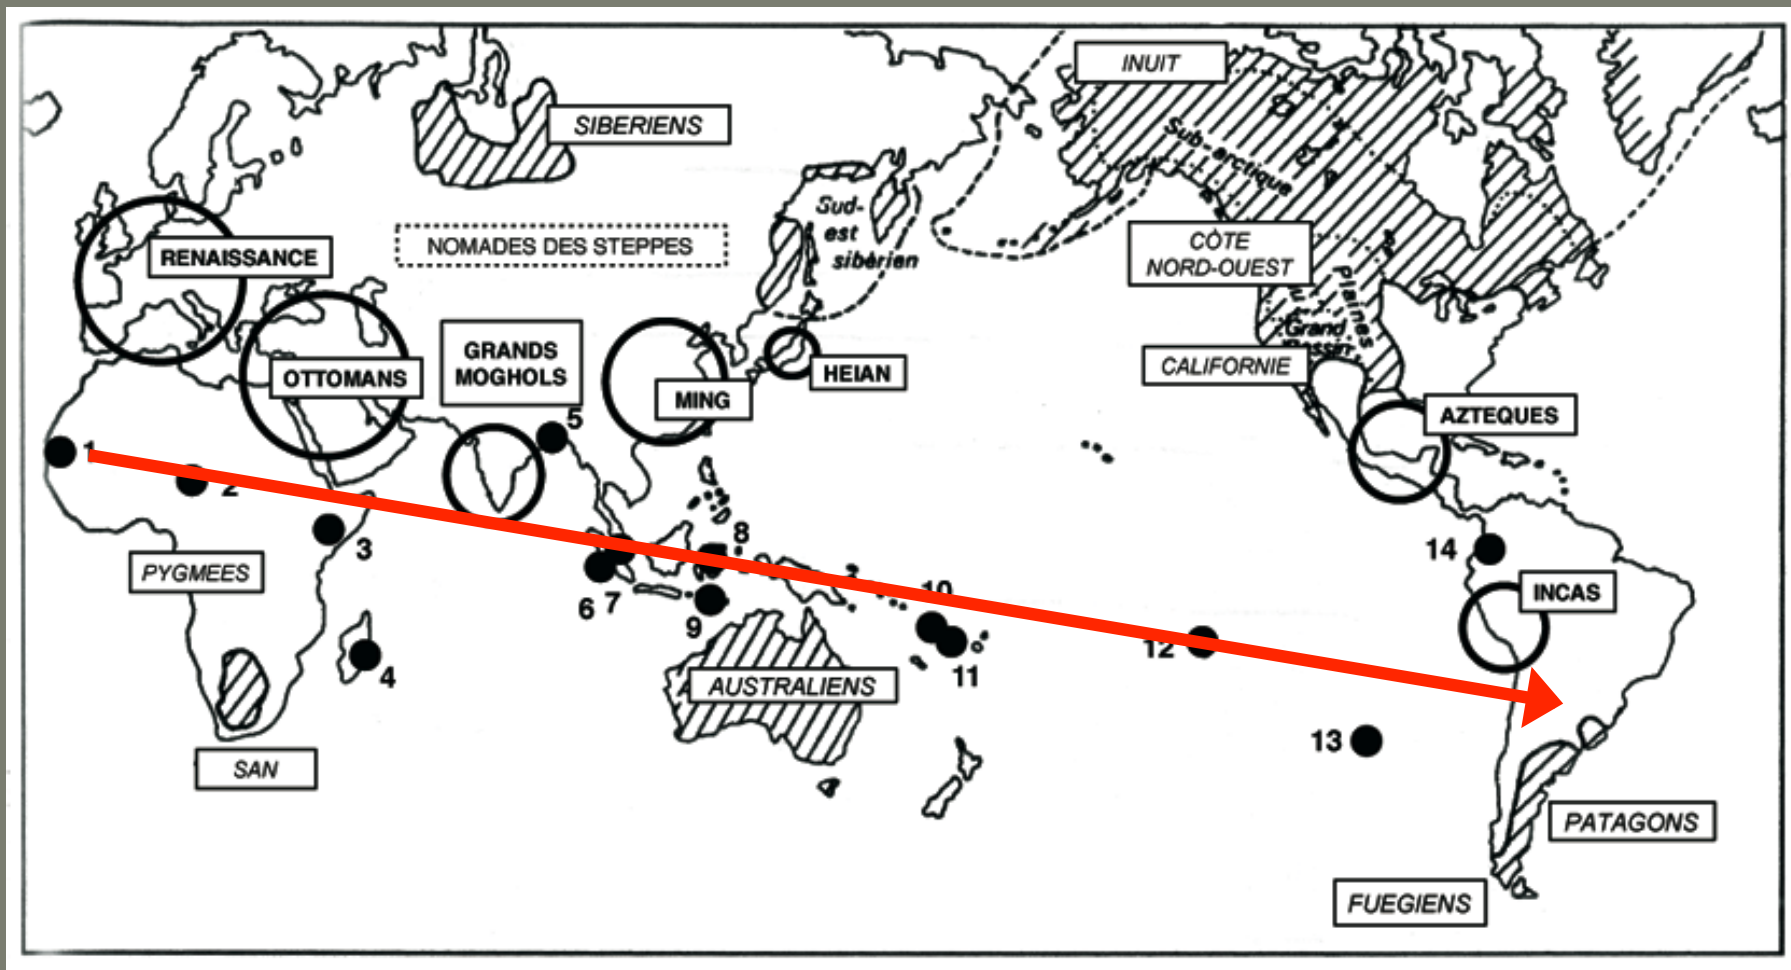 INUIT
SIBERIENS
Sub-arctique
Sud-
est
sibérien
RENAISSANCE
NOMADES DES STEPPES
CÔTE
NORD-OUEST
Plaines
Grand
GRANDS
MOGHOLS
OTTOMANS
MING
HEIAN
CALIFORNIE
AZTEQUES
5
1
2
3
8
14
PYGMEES
6
7
9
10
INCAS
12
4
11
AUSTRALIENS
13
SAN
PATAGONS
FUEGIENS